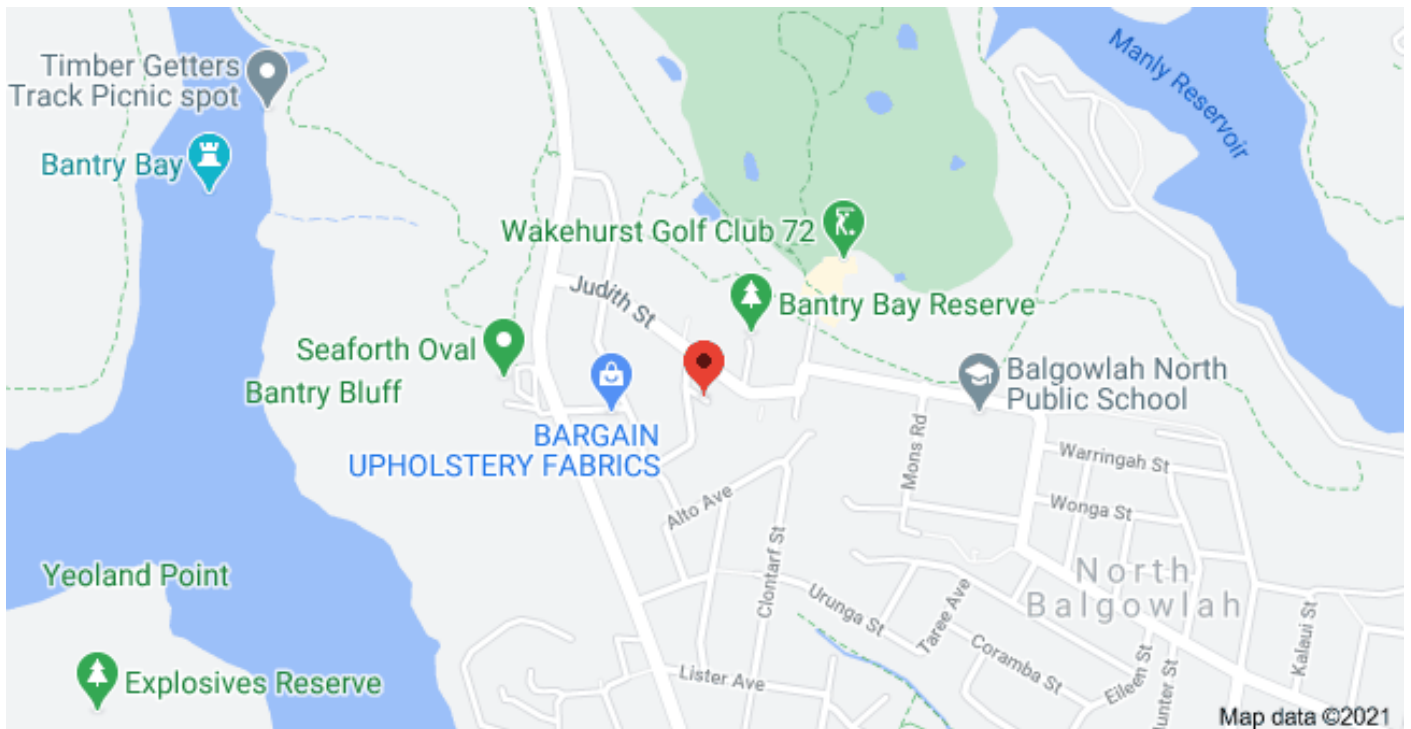 Timber Getters
Track Picnic spot
Manly Reservoir
Bantry Bay
Wakehurst Golf Club 72
Judith St
Bantry Bay Reserve
Seaforth Oval
Bantry Bluff
Balgowlah North
Public School
BARGAIN
UPHOLSTERY FABRICS
Mons Rd
Warringah St
Alto Ave
Wonga St
Clontarf St
Yeoland Point
North
Balgowlah
Urunga St
Taree Ave
Kalaui St
Coramba St
Eileen St
Lister Ave
Explosives Reserve
Map data ©2021